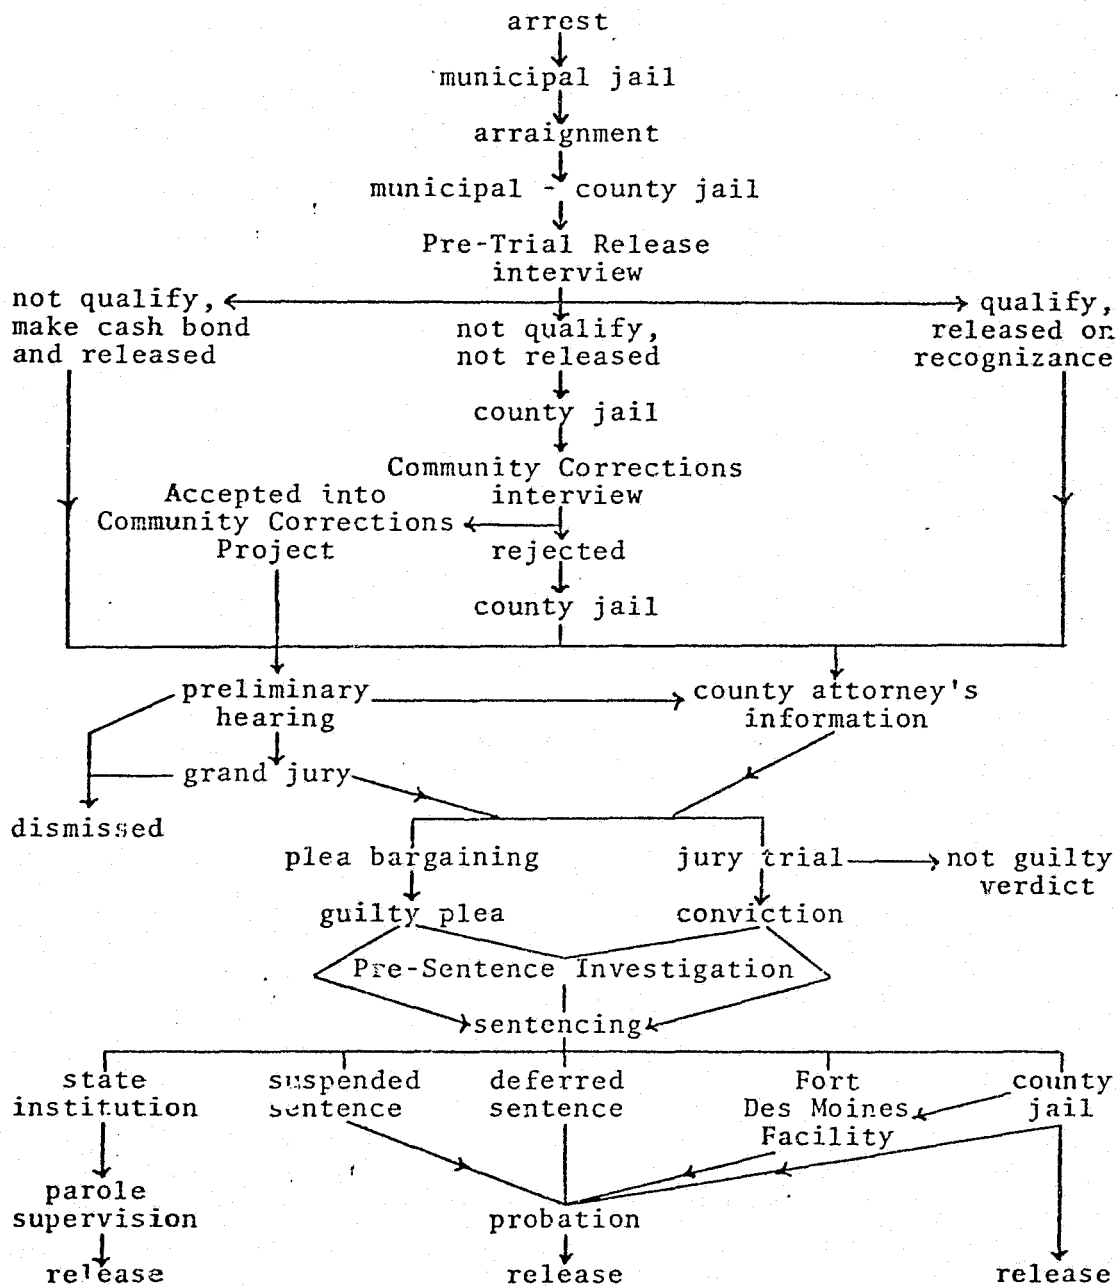 arrest
municipal jail
arraignment
municipal - county jail
Pre-Trial Release
interview
not qualify,
make cash bond
and released
not qualify,
not released
qualify,
released on
recognizance
county jail
Community Corrections
interview
Accepted into
Community Corrections
Project
rejected
county jail
preliminary
hearing
county attorney's
information
grand jury
dismissed
plea bargaining
jury trial
not guilty
verdict
guilty plea
conviction
Pre-Sentence Investigation
sentencing
state
institution
suspended
sentence
deferred
sentence
Fort
Des Moines
Facility
county
jail
parole
supervision
probation
release
release
release